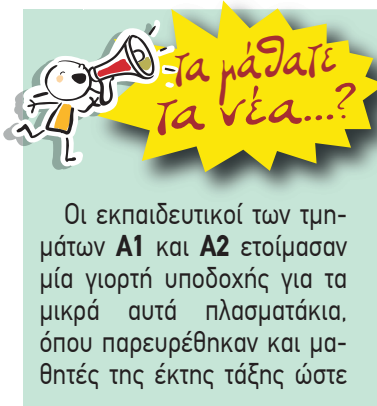 τα μάθατε
τα νέα...?
Οι εκπαιδευτικοί των τμη-
μάτων Α1 και Α2 ετοίμασαν
μία γιορτή υποδοχής για τα
μικρά αυτά πλασματάκια,
όπου παρευρέθηκαν και μα-
θητές της έκτης τάξης ώστε